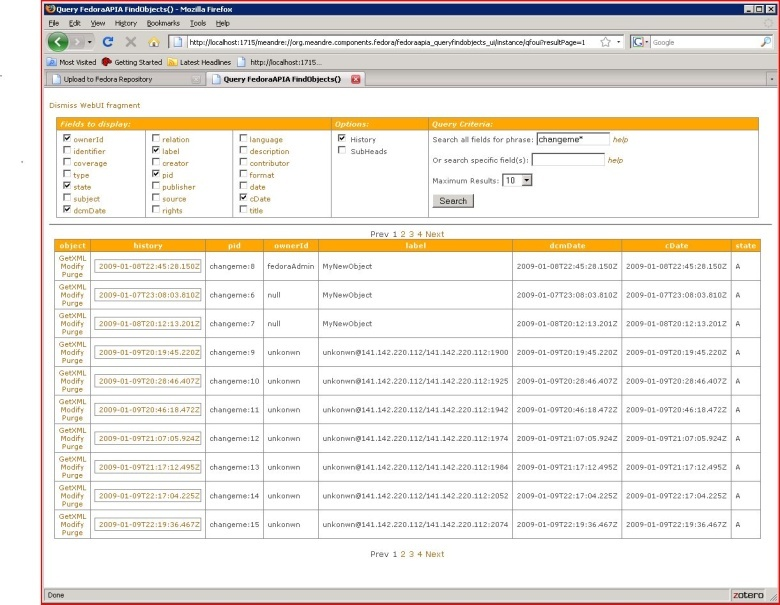 Query FedoraAPIA FindObjects() - Mozilla Firefox
File Edit View History Bookmarks Tools Help
http://localhost:1715/meandre://org.meandre.components.fedora/fedoraapia_queryfindobjects_ui/instance/qfoui?resultPage=1 Google
Most Visited Getting Started Latest Headlines http://localhost:1715...
Upload to Fedora Repository Query FedoraAPIA FindObjects()
Dismiss WebUI fragment
Fields to display: Options: Query Criteria:
ownerId relation language History Search all fields for phrase: changeme* help
identifier label description SubHeads
coverage creator contributor Or search specific field(s): help
type pid format
state publisher date Maximum Results: 10
subject source cDate
dcmDate rights title Search
Prev 1 2 3 4 Next
object history pid ownerId label dcmDate cDate state
GetXML
Modify 2009-01-08T22:45:28.150Z changeme:8 fedoraAdmin MyNewObject 2009-01-08T22:45:28.150Z 2009-01-08T22:45:28.150Z A
Purge
GetXML
Modify 2009-01-07T23:08:03.810Z changeme:6 null MyNewObject 2009-01-07T23:08:03.810Z 2009-01-07T23:08:03.810Z A
Purge
GetXML
Modify 2009-01-08T20:12:13.201Z changeme:7 null MyNewObject 2009-01-08T20:12:13.201Z 2009-01-08T20:12:13.201Z A
Purge
GetXML
Modify 2009-01-09T20:19:45.220Z changeme:9 unkonwn unkonwn@141.142.220.112/141.142.220.112:1900 2009-01-09T20:19:45.220Z 2009-01-09T20:19:45.220Z A
Purge
GetXML
Modify 2009-01-09T20:28:46.407Z changeme:10 unkonwn unkonwn@141.142.220.112/141.142.220.112:1925 2009-01-09T20:28:46.407Z 2009-01-09T20:28:46.407Z A
Purge
GetXML
Modify 2009-01-09T20:46:18.472Z changeme:11 unkonwn unkonwn@141.142.220.112/141.142.220.112:1942 2009-01-09T20:46:18.472Z 2009-01-09T20:46:18.472Z A
Purge
GetXML
Modify 2009-01-09T21:07:05.924Z changeme:12 unkonwn unkonwn@141.142.220.112/141.142.220.112:1974 2009-01-09T21:07:05.924Z 2009-01-09T21:07:05.924Z A
Purge
GetXML
Modify 2009-01-09T21:17:12.495Z changeme:13 unkonwn unkonwn@141.142.220.112/141.142.220.112:1984 2009-01-09T21:17:12.495Z 2009-01-09T21:17:12.495Z A
Purge
GetXML
Modify 2009-01-09T22:17:04.225Z changeme:14 unkonwn unkonwn@141.142.220.112/141.142.220.112:2052 2009-01-09T22:17:04.225Z 2009-01-09T22:17:04.225Z A
Purge
GetXML
Modify 2009-01-09T22:19:36.467Z changeme:15 unkonwn unkonwn@141.142.220.112/141.142.220.112:2074 2009-01-09T22:19:36.467Z 2009-01-09T22:19:36.467Z A
Purge
Prev 1 2 3 4 Next
Done zotero